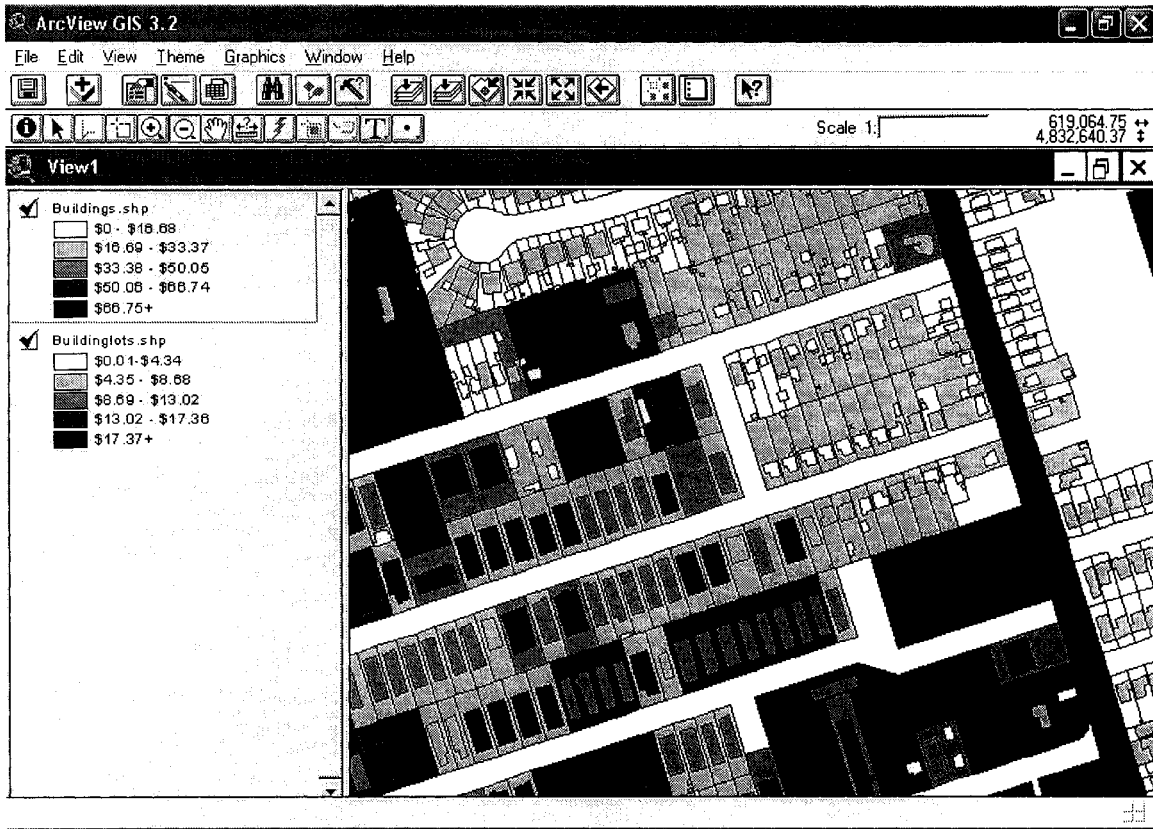 ArcView GIS 3.2
File Edit View Theme Graphics Window Help
Scale 1:
619,064.75
4,832,640.37
View1
Buildings.shp
$0 - $16.68
$16.69 - $33.37
$33.38 - $50.05
$50.06 - $66.74
$66.75+
Buildinglots.shp
$0.01-$4.34
$4.35 - $8.68
$8.69 - $13.02
$13.02 - $17.36
$17.37+